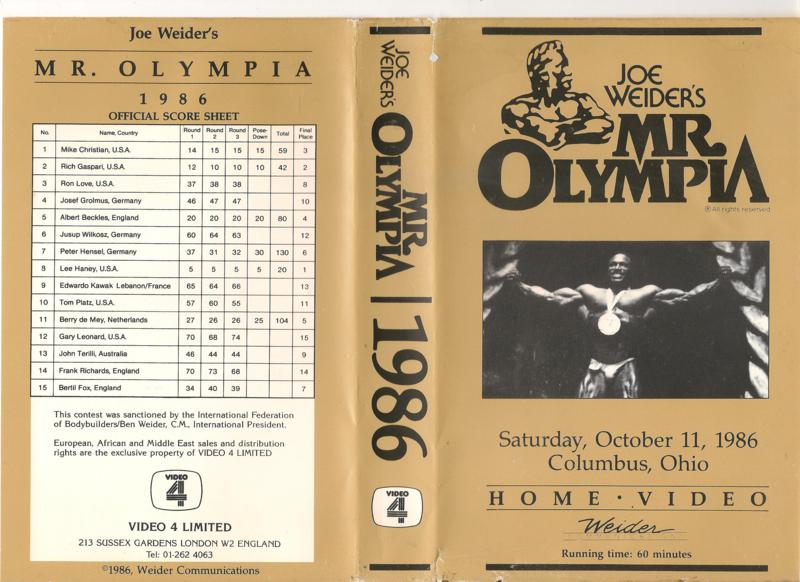 Joe Weider's
MR. OLYMPIA
1986
OFFICIAL SCORE SHEET
No. Name, Country Round 1 Round 2 Round 3 Pose-Down Total Final Place
1 Mike Christian, U.S.A. 14 15 15 15 59 3
2 Rich Gaspari, U.S.A. 12 10 10 10 42 2
3 Ron Love, U.S.A. 37 38 38 8
4 Josef Grolmus, Germany 46 47 47 10
5 Albert Beckles, England 20 20 20 20 80 4
6 Jusup Wilkosz, Germany 60 64 63 12
7 Peter Hensel, Germany 37 31 32 30 130 6
8 Lee Haney, U.S.A. 5 5 5 5 20 1
9 Edwardo Kawak Lebanon/France 65 64 66 13
10 Tom Platz, U.S.A. 57 60 55 11
11 Berry de Mey, Netherlands 27 26 26 25 104 5
12 Gary Leonard, U.S.A. 70 68 74 15
13 John Terilli, Australia 46 44 44 9
14 Frank Richards, England 70 73 68 14
15 Bertil Fox, England 34 40 39 7
This contest was sanctioned by the International Federation
of Bodybuilders/Ben Weider, C.M., International President.
European, African and Middle East sales and distribution
rights are the exclusive property of VIDEO 4 LIMITED
VIDEO
4
VIDEO 4 LIMITED
213 SUSSEX GARDENS LONDON W2 ENGLAND
Tel: 01-262 4063
©1986, Weider Communications
JOE
WEIDER'S
MR.
OLYMPIA
1986
VIDEO
4
JOE
WEIDER'S
MR.
OLYMPIA
® All rights reserved
Saturday, October 11, 1986
Columbus, Ohio
HOME · VIDEO
Weider
Running time: 60 minutes